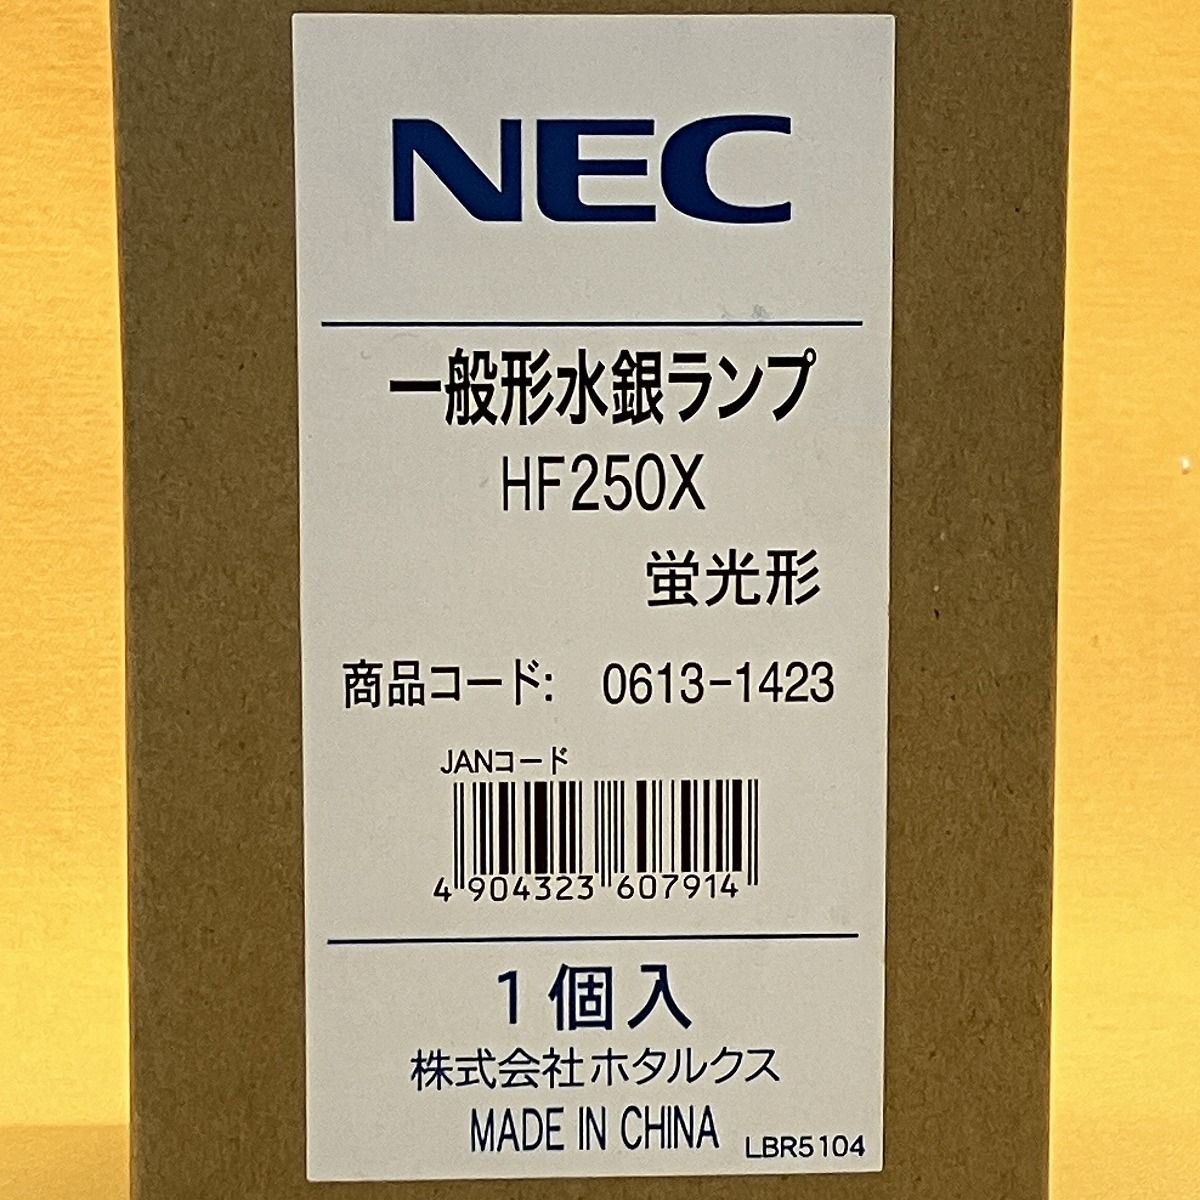 NEC
一般形水銀ランプ
HF250X
蛍光形
商品コード: 0613-1423
JANコード
4 904323 607914
1個入
株式会社ホタルクス
MADE IN CHINA LBR5104